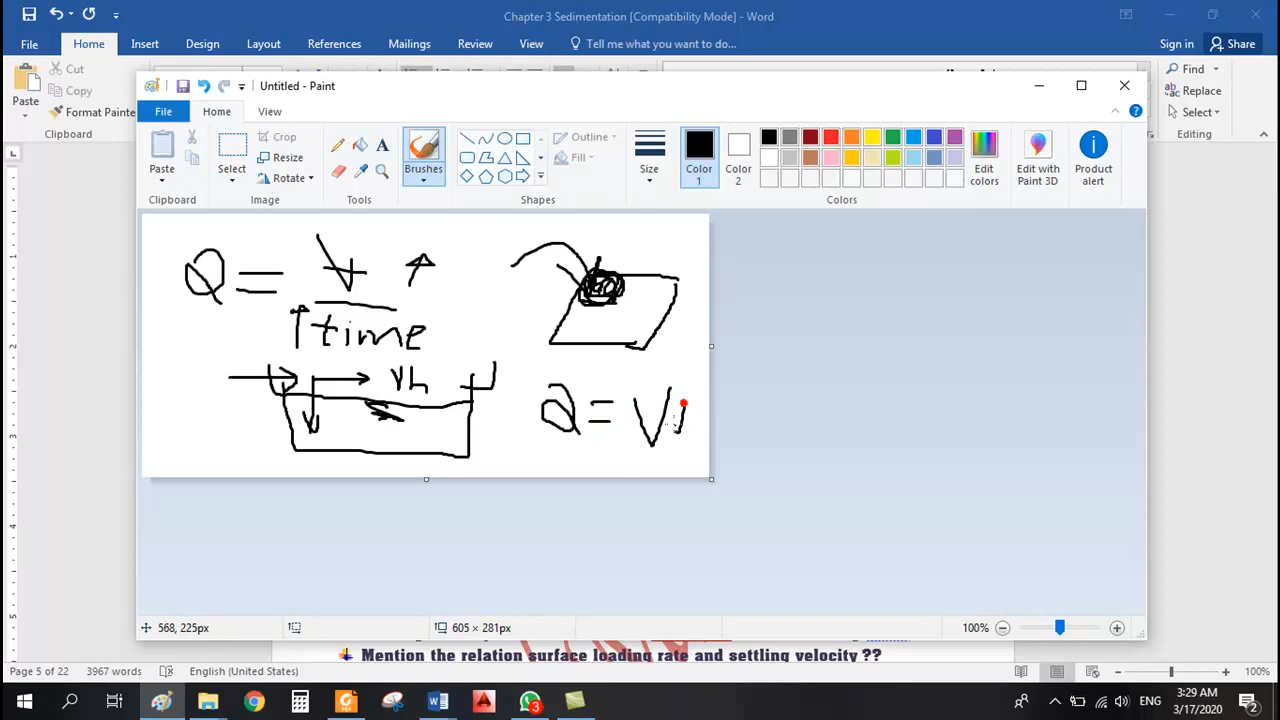 Chapter 3 Sedimentation [Compatibility Mode] - Word
File Home Insert Design Layout References Mailings Review View Tell me what you want to do... Sign in Share
Cut
Copy
Format Painte
Paste
Clipboard
Find
Replace
Select
Editing
Untitled - Paint
File Home View
Paste
Clipboard
Select
Crop
Resize
Rotate
Image
Tools
Brushes
Outline
Fill
Shapes
Size
Color 1
Color 2
Edit colors
Colors
Edit with Paint 3D
Product alert
Q =
time
Vh
Q = V
568, 225px
605 × 281px
100%
Mention the relation surface loading rate and settling velocity ??
Page 5 of 22 3967 words English (United States) 100%
ENG 3:29 AM
3/17/2020
3
2